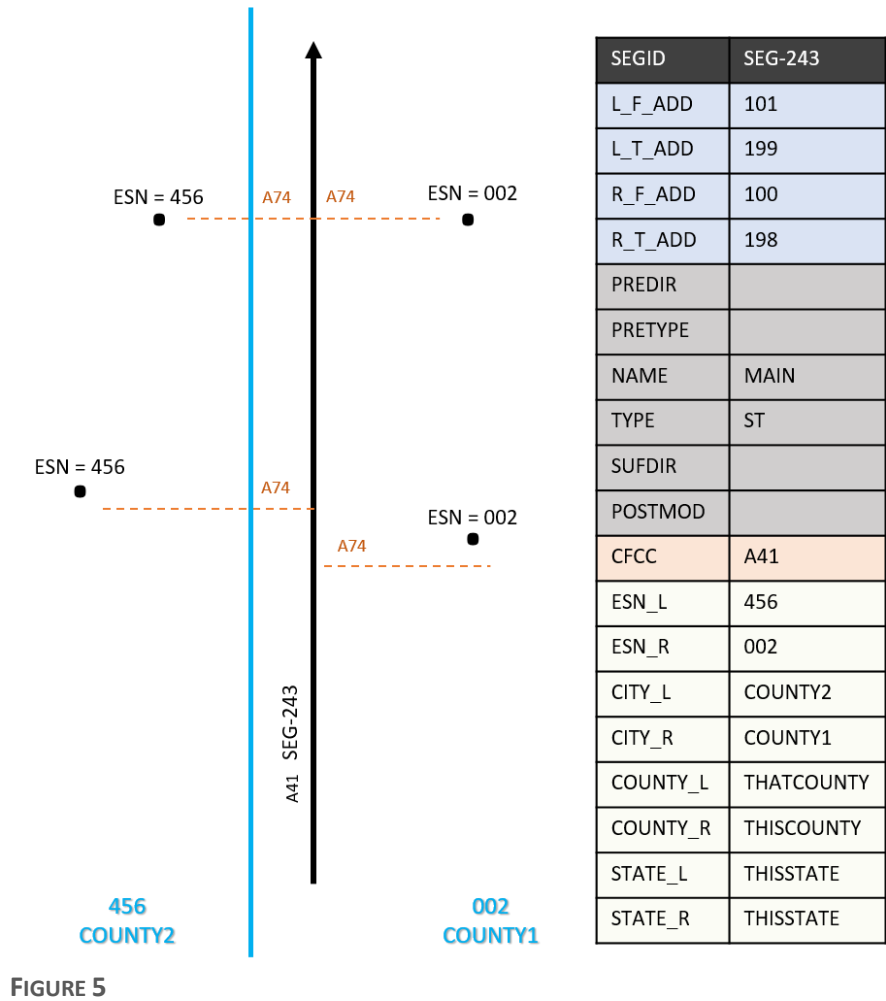 ESN = 456
A74
A74
ESN = 002
ESN = 456
A74
ESN = 002
A74
A41 SEG-243
456
COUNTY2
002
COUNTY1
SEGID SEG-243
L_F_ADD 101
L_T_ADD 199
R_F_ADD 100
R_T_ADD 198
PREDIR
PRETYPE
NAME MAIN
TYPE ST
SUFDIR
POSTMOD
CFCC A41
ESN_L 456
ESN_R 002
CITY_L COUNTY2
CITY_R COUNTY1
COUNTY_L THATCOUNTY
COUNTY_R THISCOUNTY
STATE_L THISSTATE
STATE_R THISSTATE
FIGURE 5